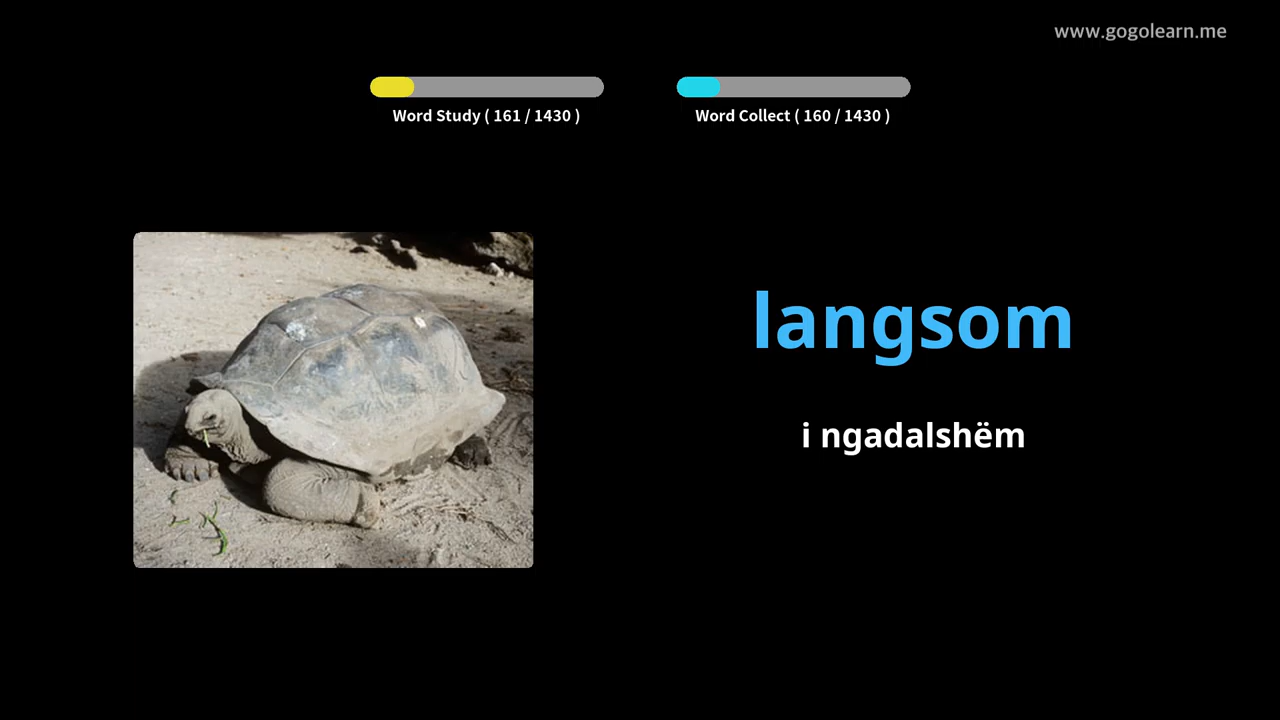 www.gogolearn.me
Word Study ( 161 / 1430 )
Word Collect ( 160 / 1430 )
langsom
i ngadalshëm